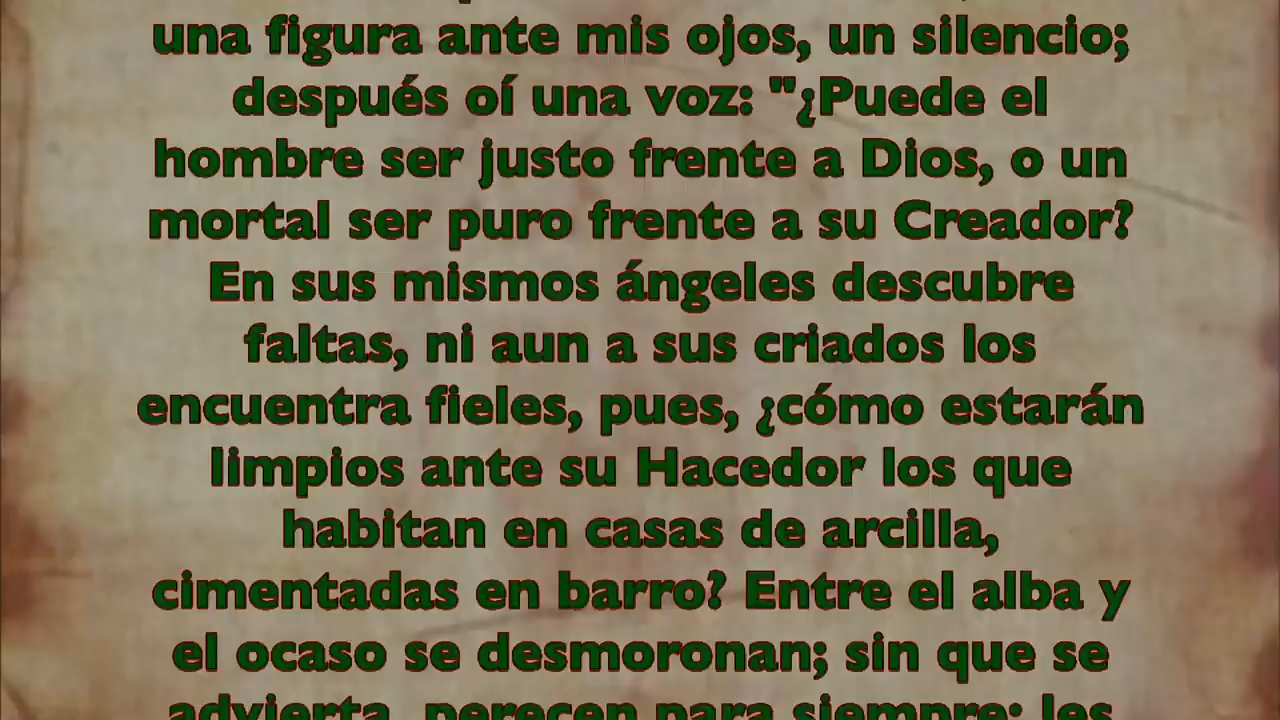 una figura ante mis ojos, un silencio;
después oí una voz: "¿Puede el
hombre ser justo frente a Dios, o un
mortal ser puro frente a su Creador?
En sus mismos ángeles descubre
faltas, ni aun a sus criados los
encuentra fieles, pues, ¿cómo estarán
limpios ante su Hacedor los que
habitan en casas de arcilla,
cimentadas en barro? Entre el alba y
el ocaso se desmoronan; sin que se
advierta, perecen para siempre; les